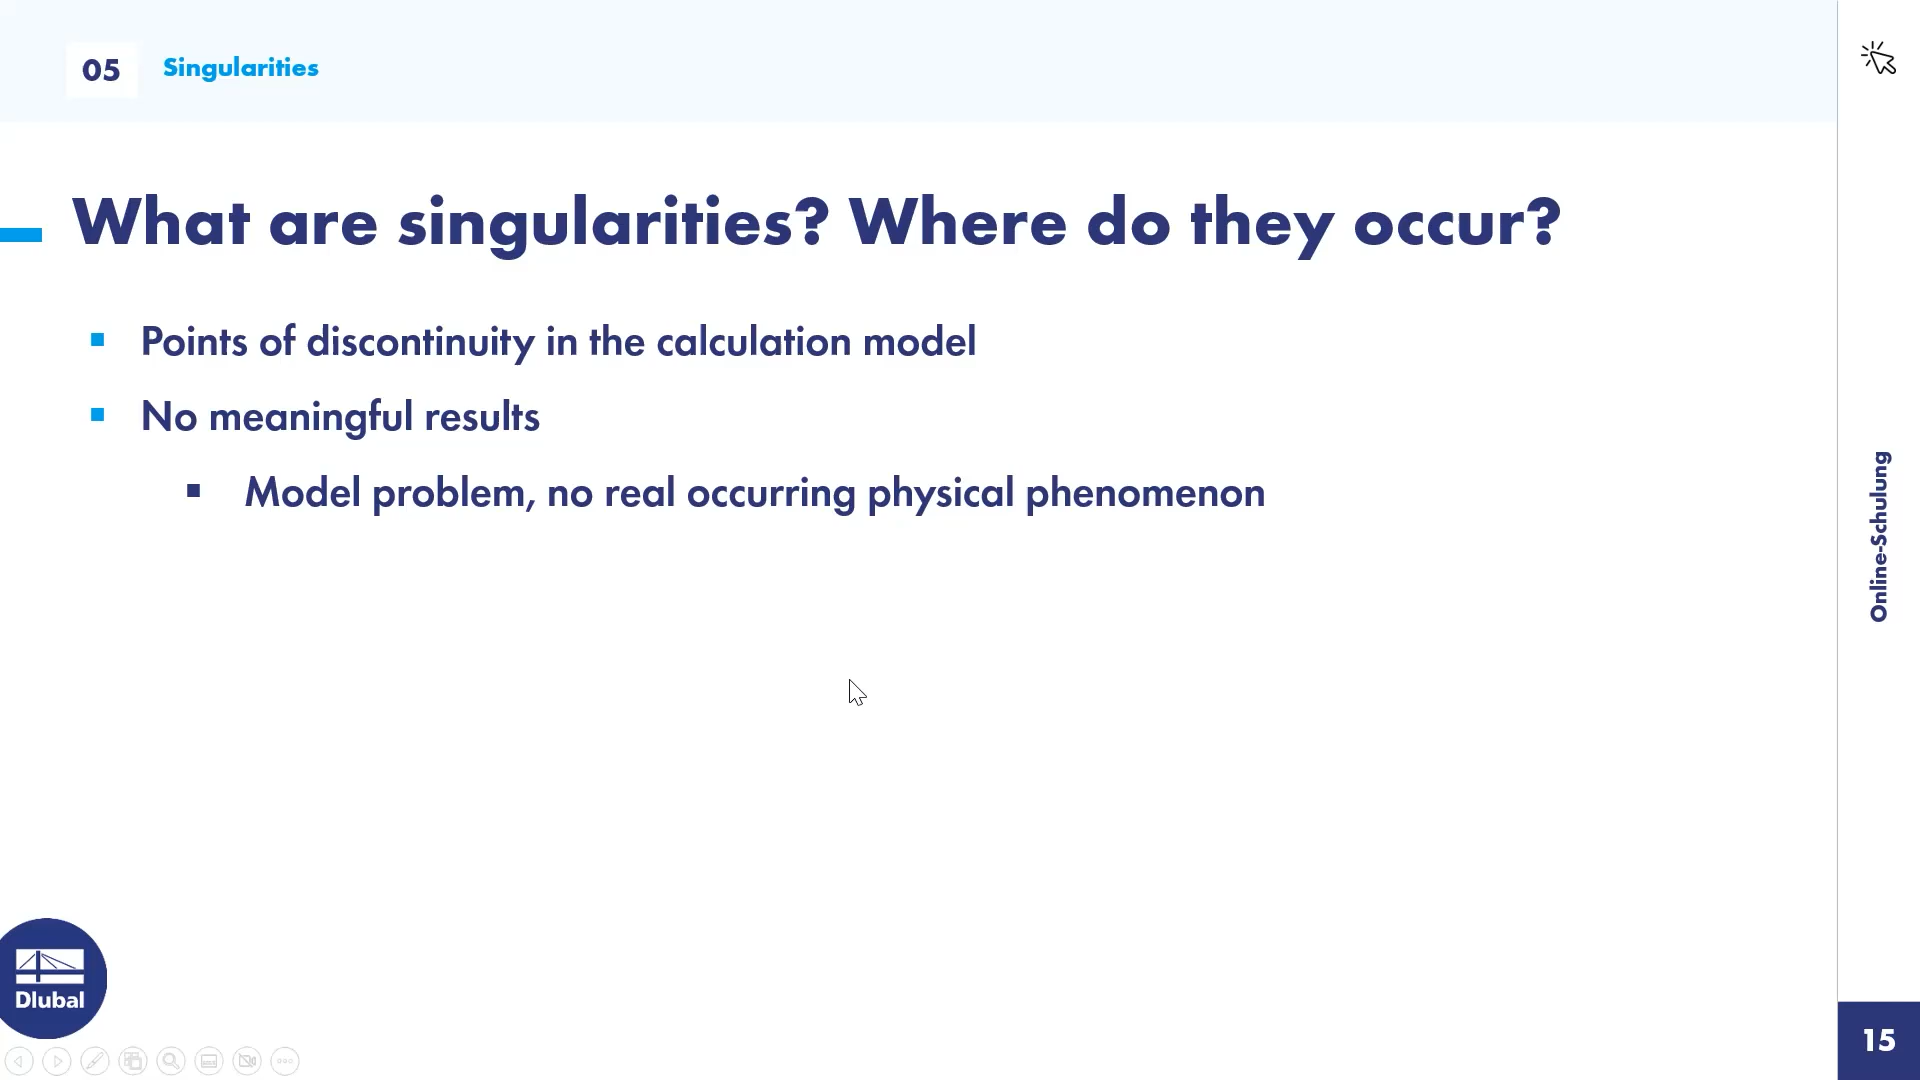 05
Singularities
What are singularities? Where do they occur?
Points of discontinuity in the calculation model
No meaningful results
Model problem, no real occurring physical phenomenon
Online-Schulung
Dlubal
15